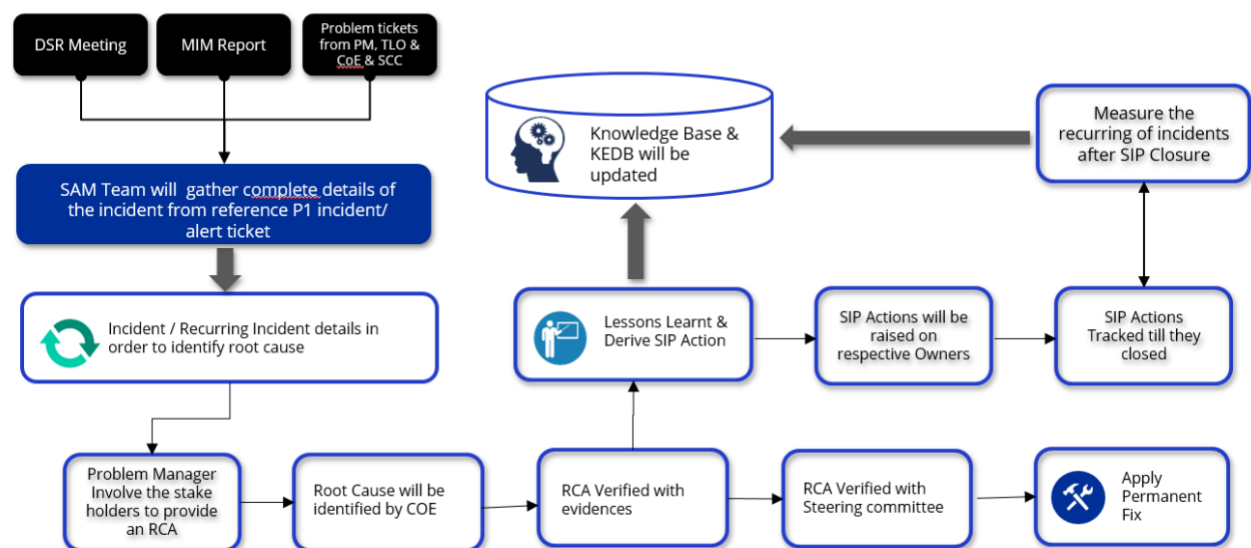 DSR Meeting
MIM Report
Problem tickets
from PM, TLO &
CoE & SCC
SAM Team will gather complete details of
the incident from reference P1 incident/
alert ticket
Incident / Recurring Incident details in
order to identify root cause
Problem Manager
Involve the stake
holders to provide
an RCA
Root Cause will be
identified by COE
RCA Verified with
evidences
RCA Verified with
Steering committee
Apply
Permanent
Fix
Lessons Learnt &
Derive SIP Action
SIP Actions will be
raised on
respective Owners
SIP Actions
Tracked till they
closed
Measure the
recurring of incidents
after SIP Closure
Knowledge Base &
KEDB will be
updated